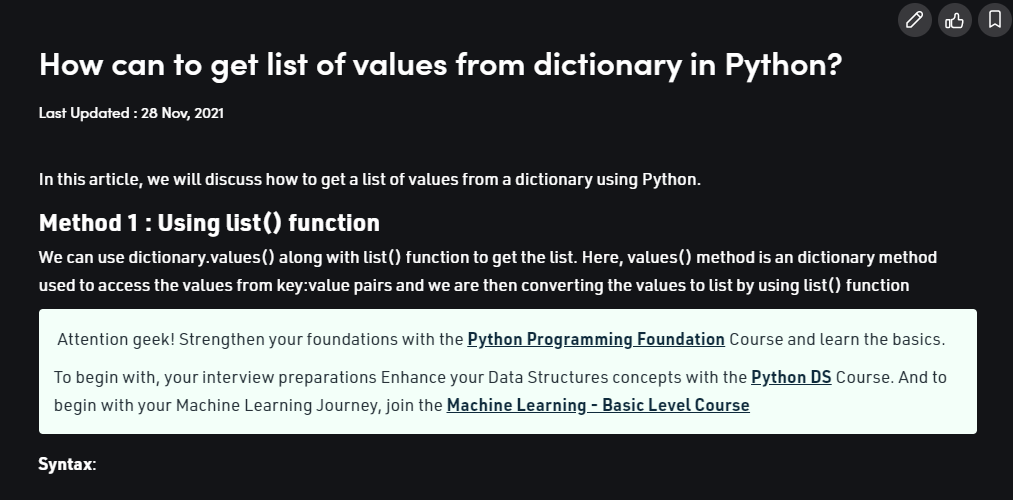 How can to get list of values from dictionary in Python?
Last Updated : 28 Nov, 2021
In this article, we will discuss how to get a list of values from a dictionary using Python.
Method 1 : Using list() function
We can use dictionary.values() along with list() function to get the list. Here, values() method is an dictionary method
used to access the values from key:value pairs and we are then converting the values to list by using list() function
Attention geek! Strengthen your foundations with the Python Programming Foundation Course and learn the basics.
To begin with, your interview preparations Enhance your Data Structures concepts with the Python DS Course. And to
begin with your Machine Learning Journey, join the Machine Learning - Basic Level Course
Syntax: